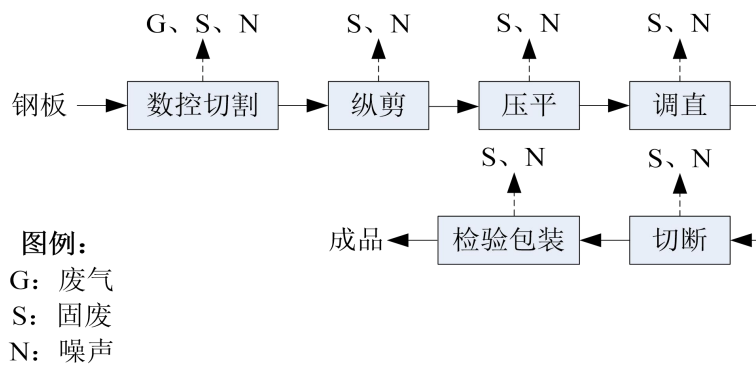 G、S、N
S、N
S、N
S、N
钢板
数控切割
纵剪
压平
调直
S、N
S、N
成品
检验包装
切断
图例：
G：废气
S：固废
N：噪声